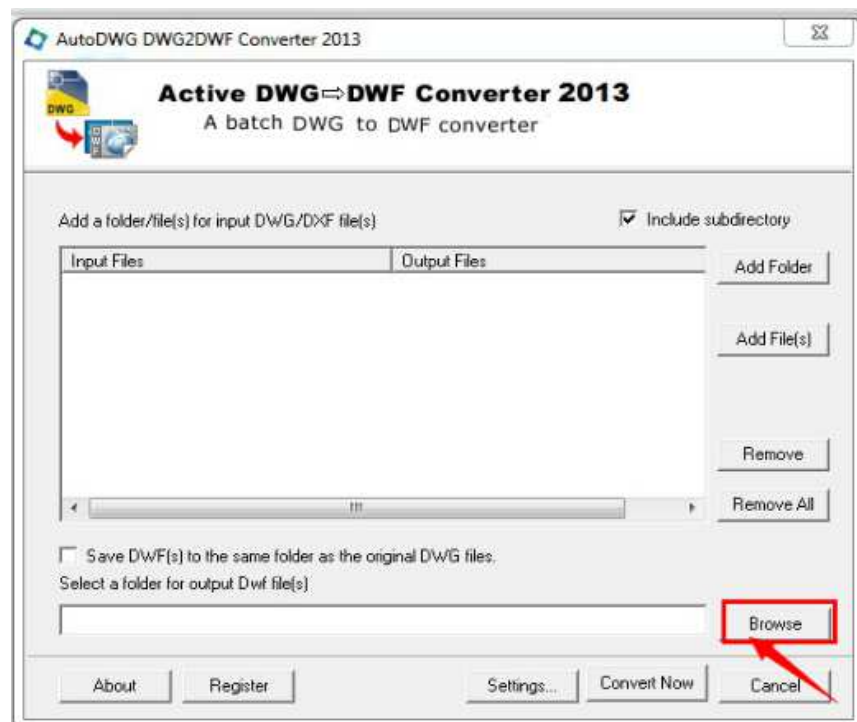 AutoDWG DWG2DWF Converter 2013
DWG
DWF
Active DWG⇨DWF Converter 2013
A batch DWG to DWF converter
Add a folder/file(s) for input DWG/DXF file(s)
Include subdirectory
Input Files
Output Files
Add Folder
Add File(s)
Remove
Remove All
Save DWF(s) to the same folder as the original DWG files.
Select a folder for output Dwf file(s)
Browse
About
Register
Settings...
Convert Now
Cancel